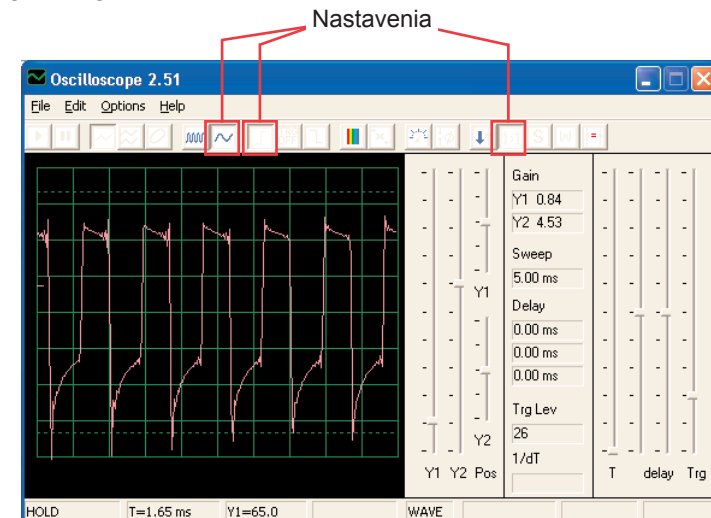 Nastavenia
Oscilloscope 2.51
File Edit Options Help
Gain
Y1 0.84
Y2 4.53
Sweep
5.00 ms
Delay
0.00 ms
0.00 ms
0.00 ms
Trg Lev
26
1/dT
Y1
Y2
Y1 Y2 Pos
T delay Trg
HOLD T=1.65 ms Y1=65.0 WAVE